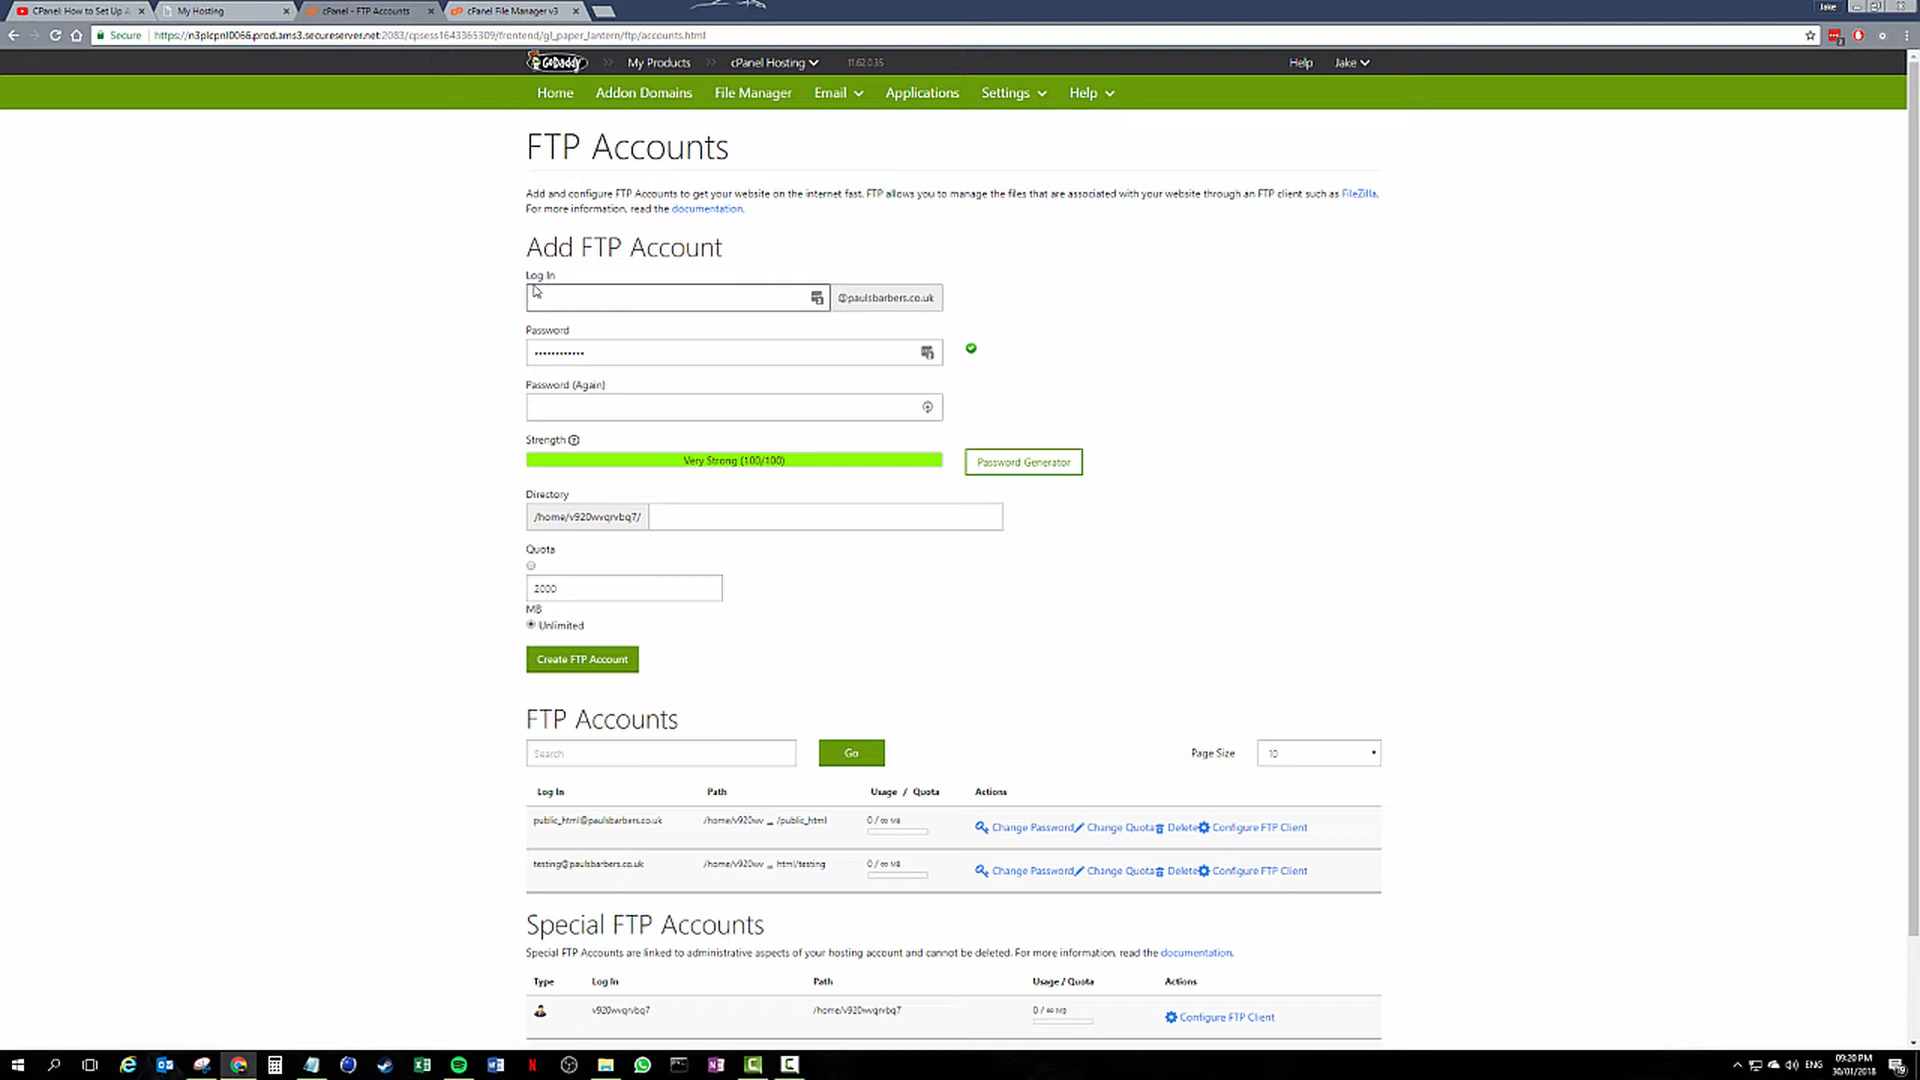 CPanel: How to Set Up
My Hosting
cPanel - FTP Accounts
cPanel File Manager v3
Jake
Secure https://n3plcpnl0066.prod.ams3.secureserver.net:2083/cpsess1643365309/frontend/gl_paper_lantern/ftp/accounts.html
GoDaddy My Products cPanel Hosting 11.62.0.35 Help Jake
Home Addon Domains File Manager Email Applications Settings Help
FTP Accounts
Add and configure FTP Accounts to get your website on the internet fast. FTP allows you to manage the files that are associated with your website through an FTP client such as FileZilla.
For more information, read the documentation.
Add FTP Account
Log In
@paulsbarbers.co.uk
Password
••••••••••••
Password (Again)
Strength
Very Strong (100/100)
Password Generator
Directory
/home/v920wvqrvbq7/
Quota
2000
MB
Unlimited
Create FTP Account
FTP Accounts
Search Go Page Size 10
Log In Path Usage / Quota Actions
public_html@paulsbarbers.co.uk /home/v920wv ... /public_html 0 / ∞ MB Change Password Change Quota Delete Configure FTP Client
testing@paulsbarbers.co.uk /home/v920wv ... html/testing 0 / ∞ MB Change Password Change Quota Delete Configure FTP Client
Special FTP Accounts
Special FTP Accounts are linked to administrative aspects of your hosting account and cannot be deleted. For more information, read the documentation.
Type Log In Path Usage / Quota Actions
v920wvqrvbq7 /home/v920wvqrvbq7 0 / ∞ MB Configure FTP Client
ENG
09:20 PM
30/01/2018